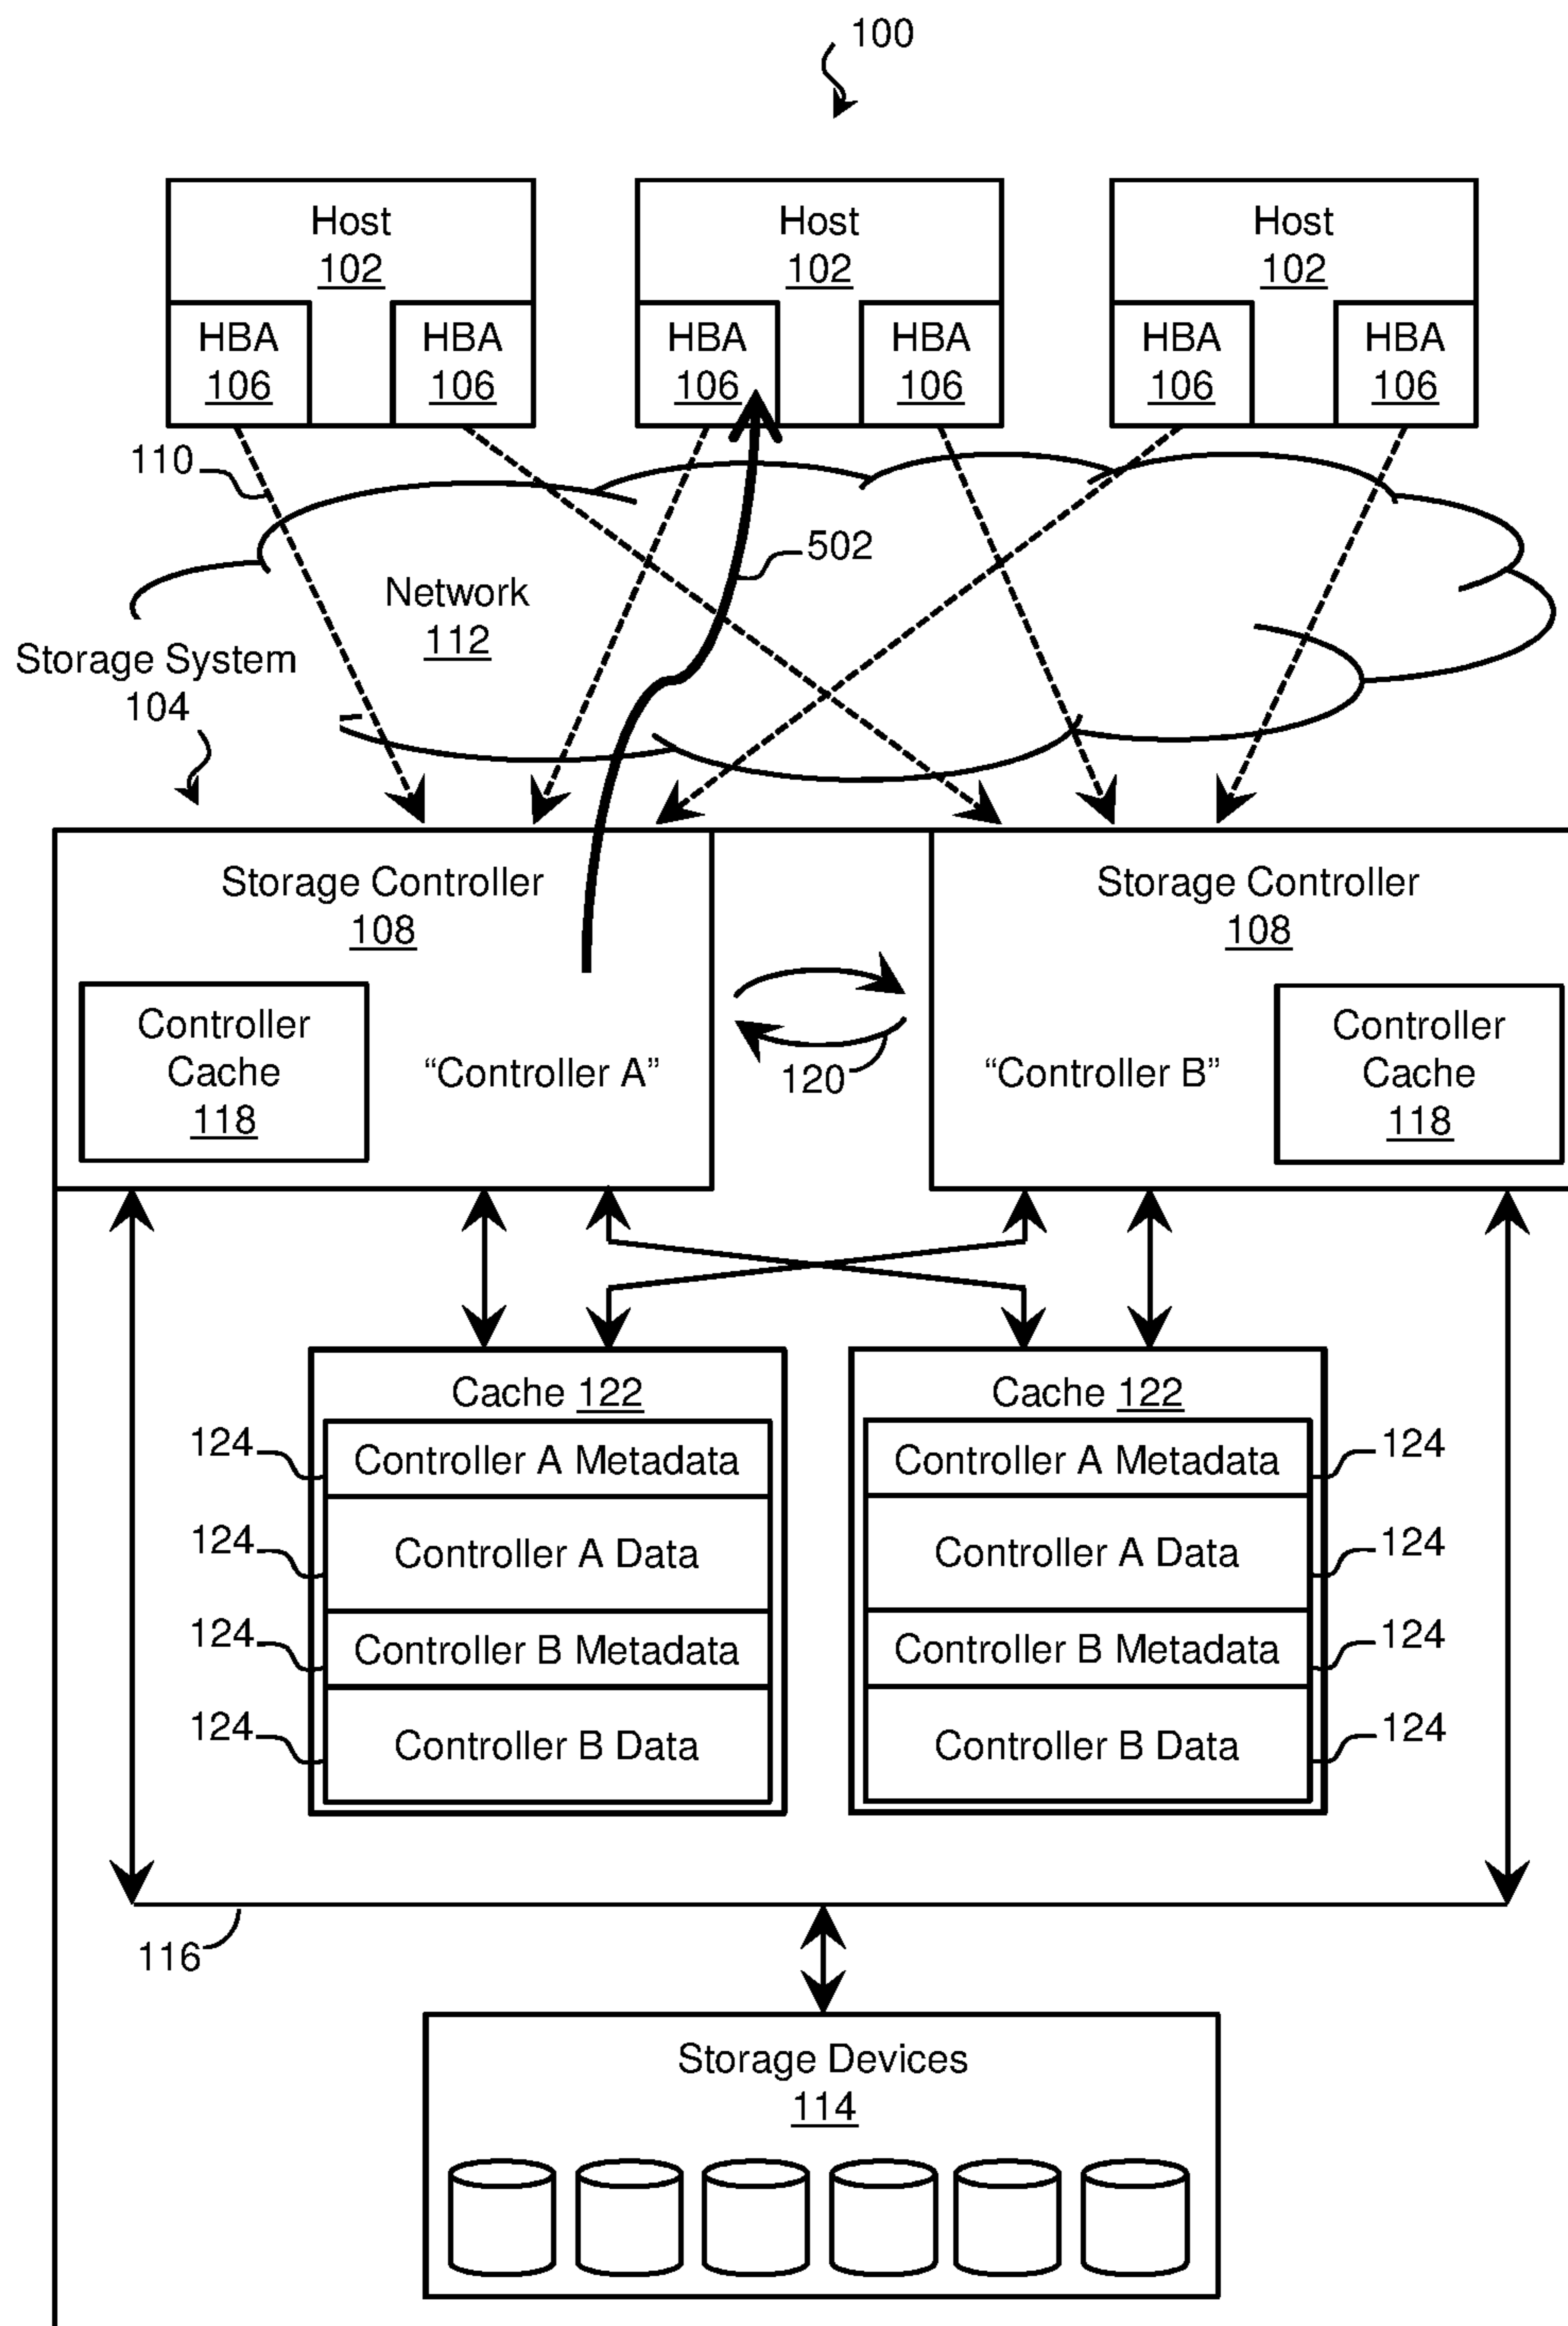 100
Host
102
Host
102
Host
102
HBA
106
HBA
106
HBA
106
HBA
106
HBA
106
HBA
106
110
502
Network
112
Storage System
104
Storage Controller
108
Storage Controller
108
Controller
Cache
118
“Controller A”
120
“Controller B”
Controller
Cache
118
Cache 122
Cache 122
124
Controller A Metadata
Controller A Metadata
124
124
Controller A Data
Controller A Data
124
124
Controller B Metadata
Controller B Metadata
124
124
Controller B Data
Controller B Data
124
116
Storage Devices
114